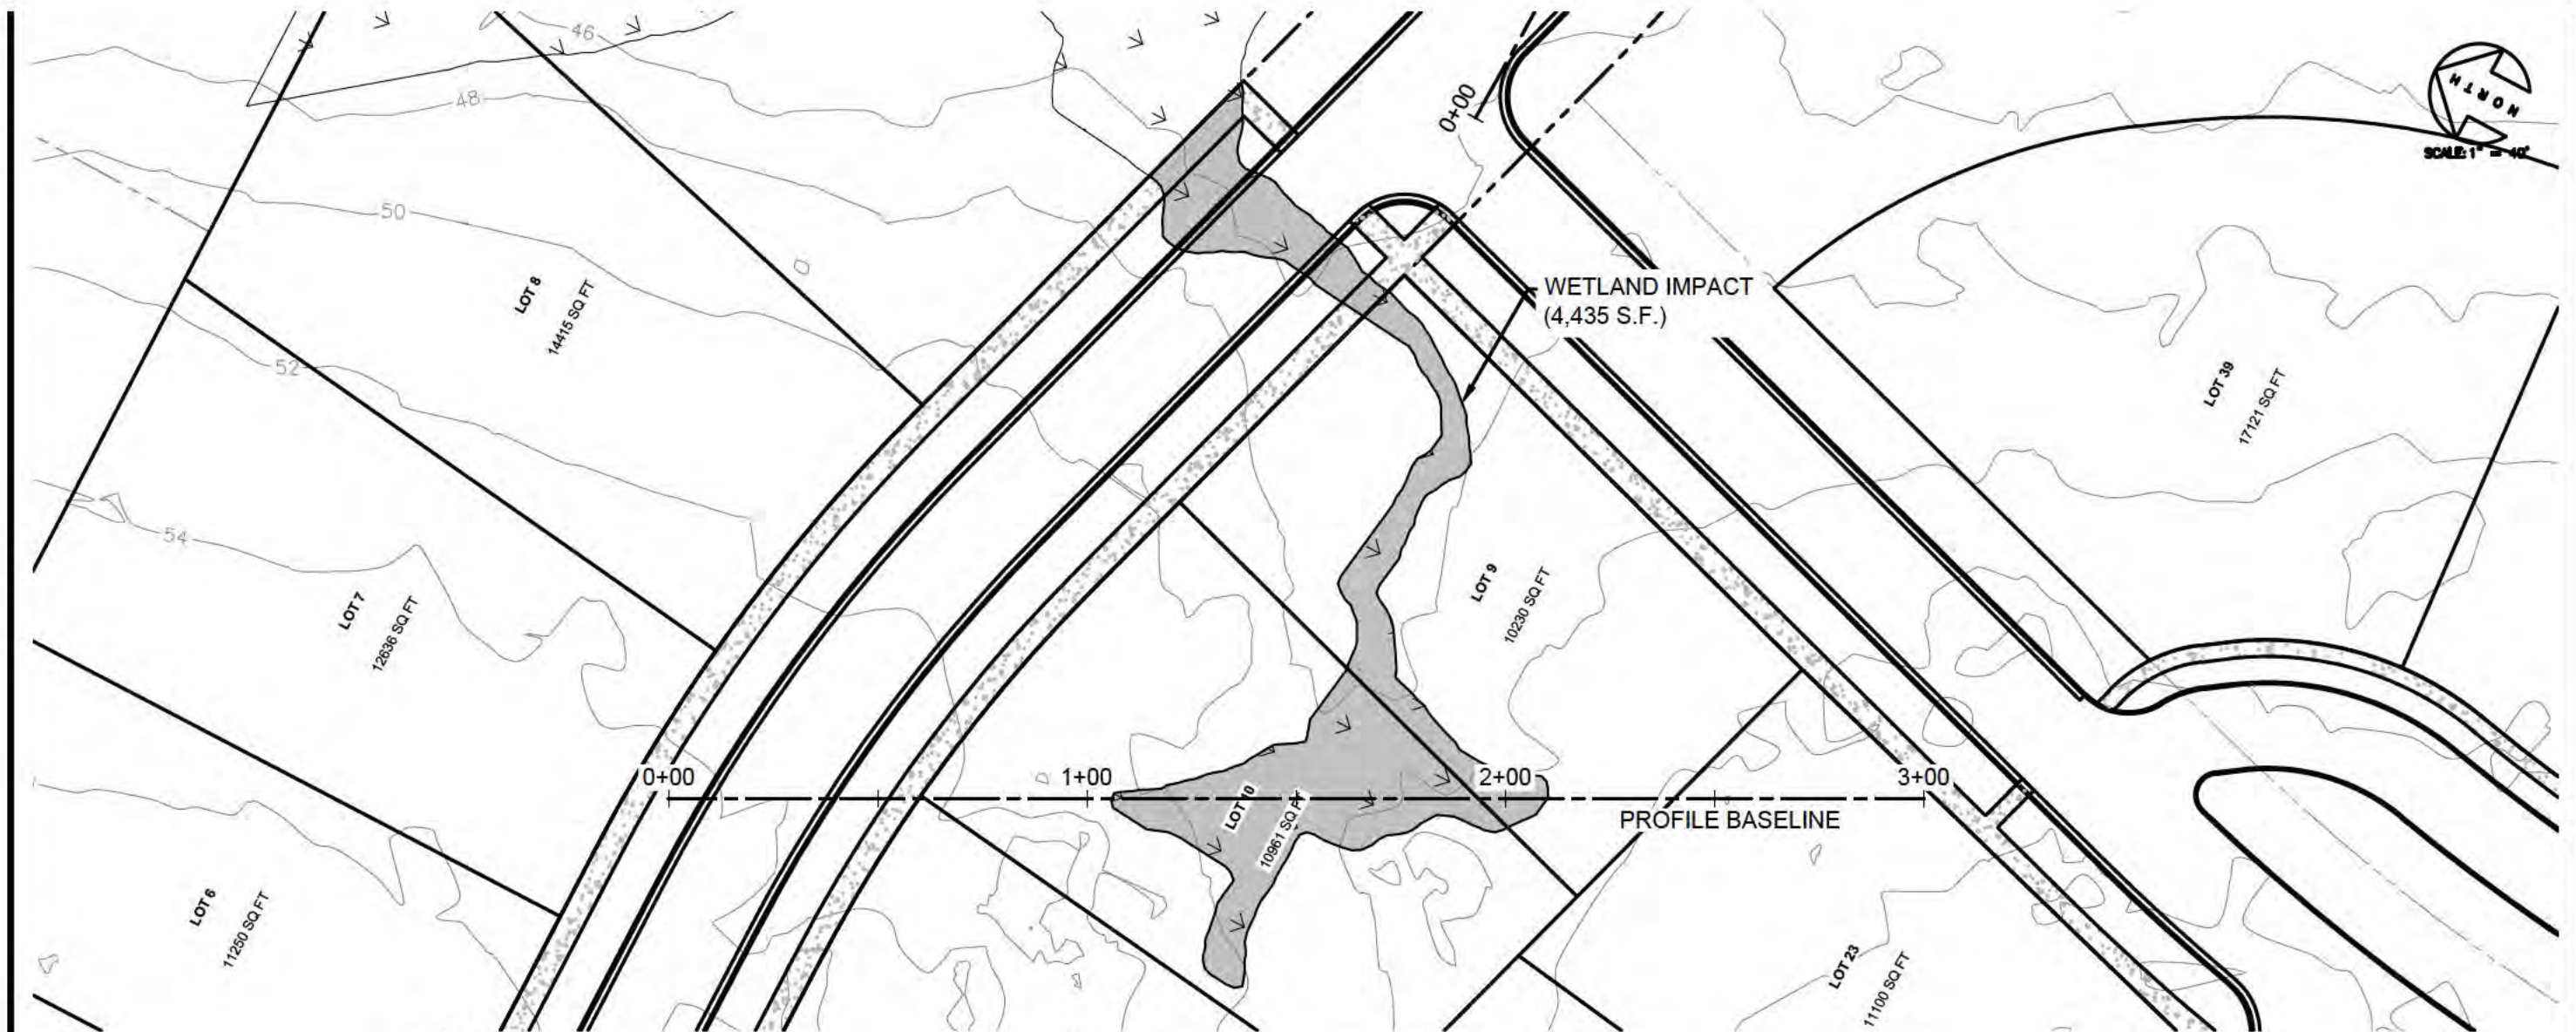 46
48
50
52
54
NORTH
SCALE: 1" = 40'
0+00
LOT 8
14415 SQ FT
WETLAND IMPACT
(4,435 S.F.)
LOT 39
17121 SQ FT
LOT 7
12636 SQ FT
LOT 9
10230 SQ FT
0+00
1+00
2+00
3+00
PROFILE BASELINE
LOT 10
10961 SQ FT
LOT 6
11250 SQ FT
LOT 23
11100 SQ FT